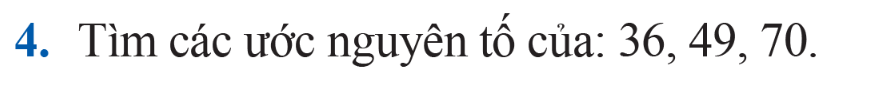 4. Tìm các ước nguyên tố của: 36, 49, 70.